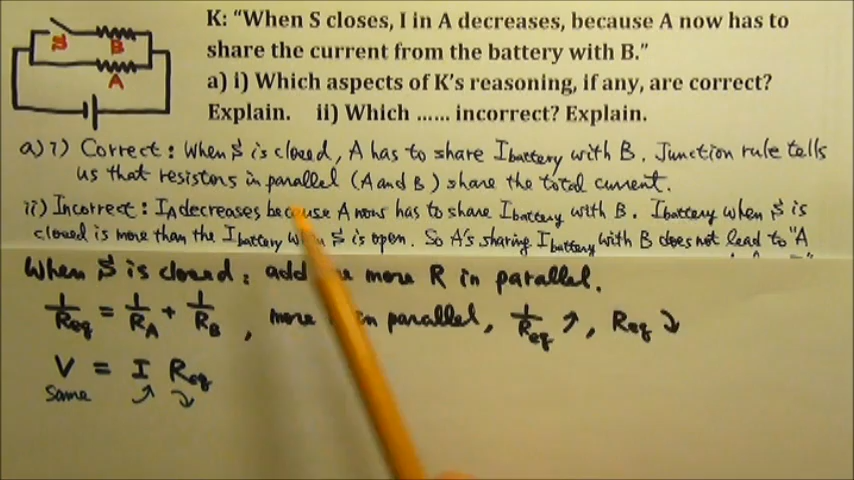 S
B
A
K: “When S closes, I in A decreases, because A now has to
share the current from the battery with B.”
a) i) Which aspects of K’s reasoning, if any, are correct?
Explain. ii) Which ...... incorrect? Explain.
a) i) Correct: When S is closed, A has to share Ibattery with B. Junction rule tells
us that resistors in parallel (A and B) share the total current.
ii) Incorrect: IA decreases because A now has to share Ibattery with B. Ibattery when S is
closed is more than the Ibattery when S is open. So A's sharing Ibattery with B does not lead to "A
When S is closed: add more R in parallel.
1/Req = 1/RA + 1/RB, more in parallel, 1/Req ↗, Req ↘
V = I Req
Same ↗ ↘